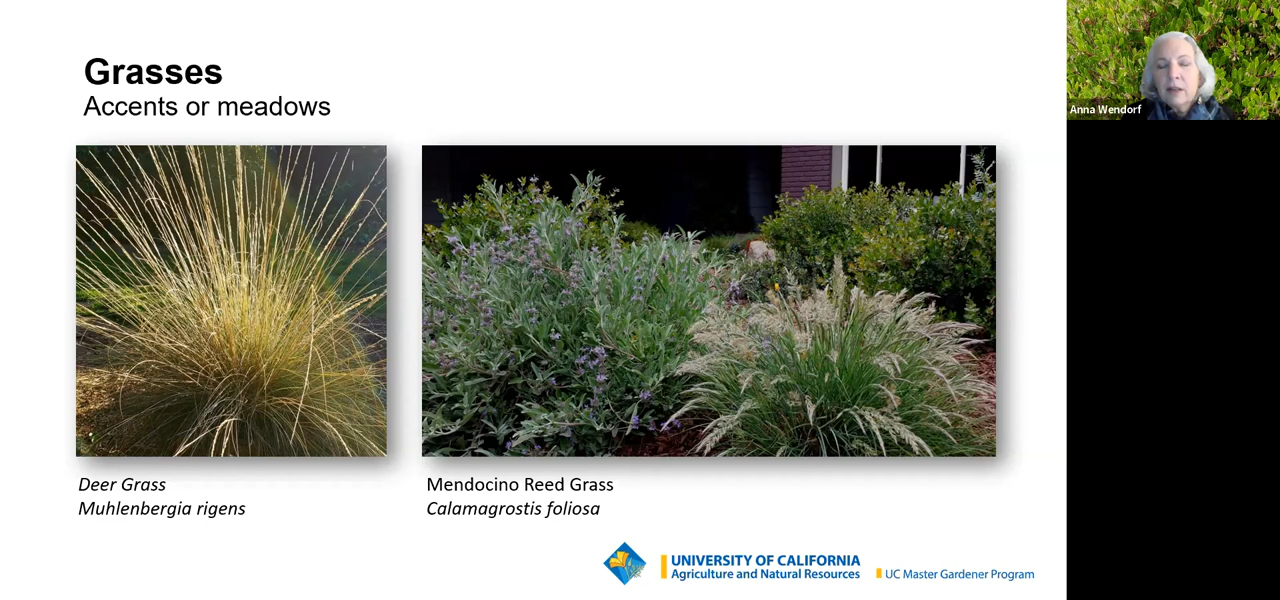 Grasses
Accents or meadows
Anna Wendorf
Deer Grass
Muhlenbergia rigens
Mendocino Reed Grass
Calamagrostis foliosa
UNIVERSITY OF CALIFORNIA
Agriculture and Natural Resources
UC Master Gardener Program